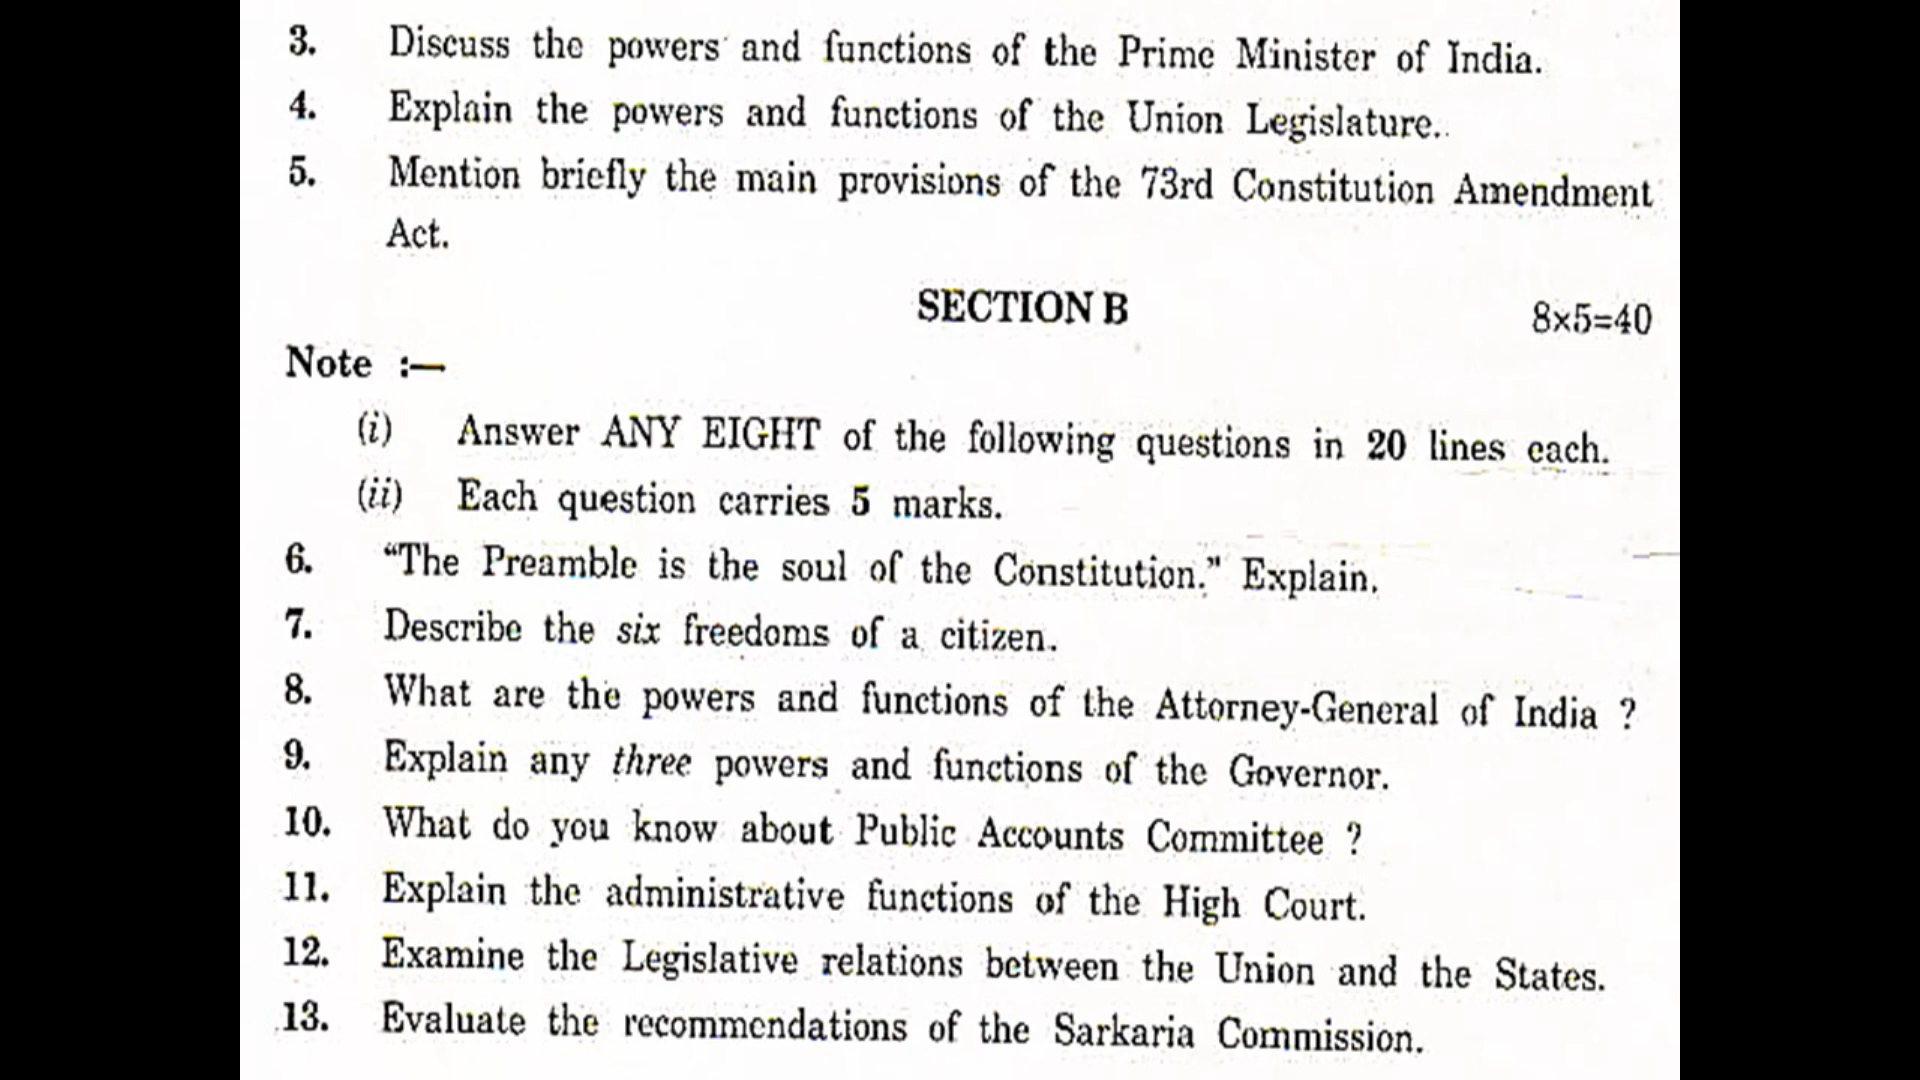 3. Discuss the powers and functions of the Prime Minister of India.
4. Explain the powers and functions of the Union Legislature.
5. Mention briefly the main provisions of the 73rd Constitution Amendment
Act.
SECTION B 8×5=40
Note :—
(i) Answer ANY EIGHT of the following questions in 20 lines each.
(ii) Each question carries 5 marks.
6. “The Preamble is the soul of the Constitution.” Explain.
7. Describe the six freedoms of a citizen.
8. What are the powers and functions of the Attorney-General of India ?
9. Explain any three powers and functions of the Governor.
10. What do you know about Public Accounts Committee ?
11. Explain the administrative functions of the High Court.
12. Examine the Legislative relations between the Union and the States.
13. Evaluate the recommendations of the Sarkaria Commission.